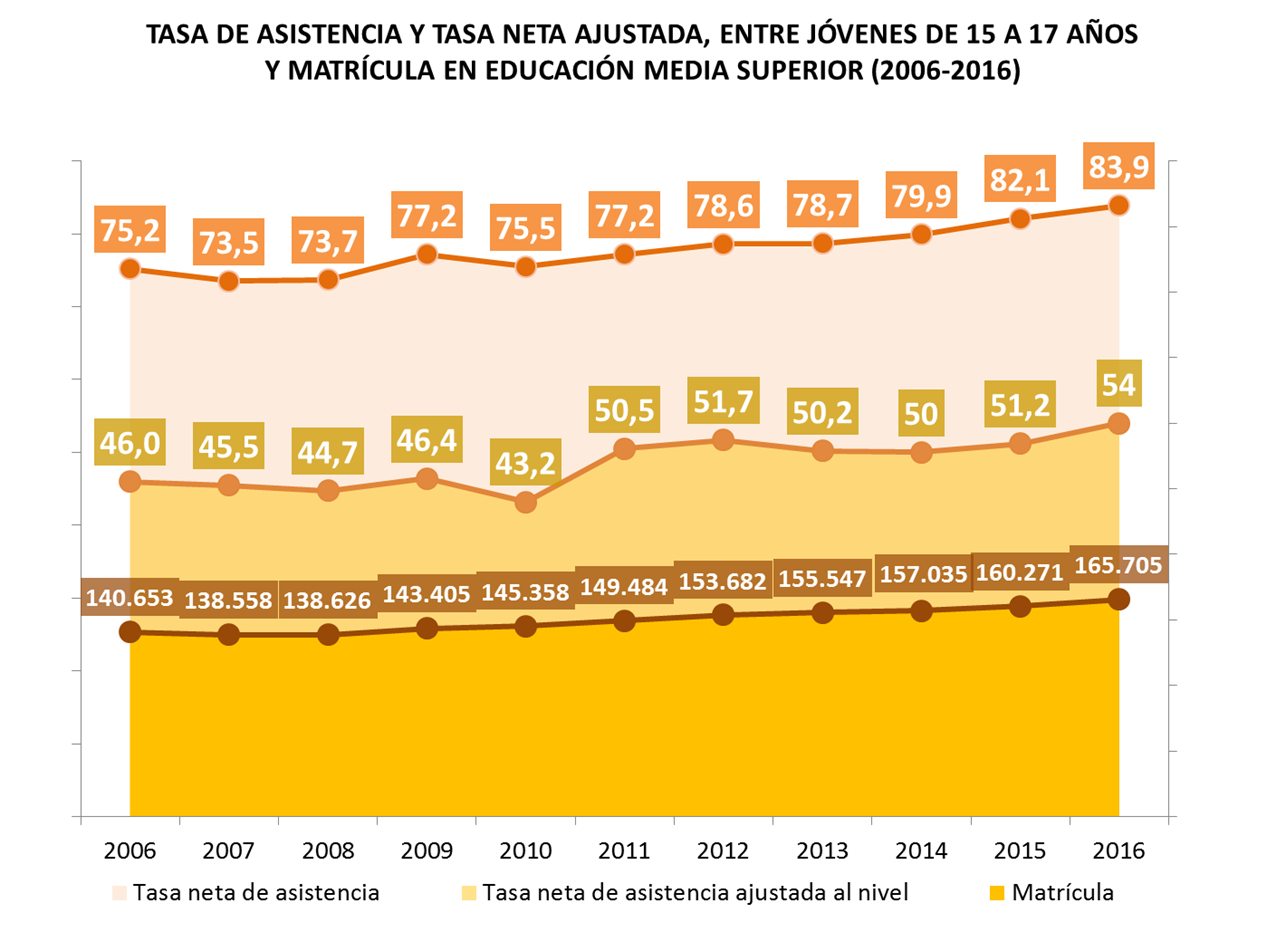 TASA DE ASISTENCIA Y TASA NETA AJUSTADA, ENTRE JÓVENES DE 15 A 17 AÑOS
Y MATRÍCULA EN EDUCACIÓN MEDIA SUPERIOR (2006-2016)
75,2 73,5 73,7 77,2 75,5 77,2 78,6 78,7 79,9 82,1 83,9
46,0 45,5 44,7 46,4 43,2 50,5 51,7 50,2 50 51,2 54
140.653 138.558 138.626 143.405 145.358 149.484 153.682 155.547 157.035 160.271 165.705
2006 2007 2008 2009 2010 2011 2012 2013 2014 2015 2016
Tasa neta de asistencia Tasa neta de asistencia ajustada al nivel Matrícula